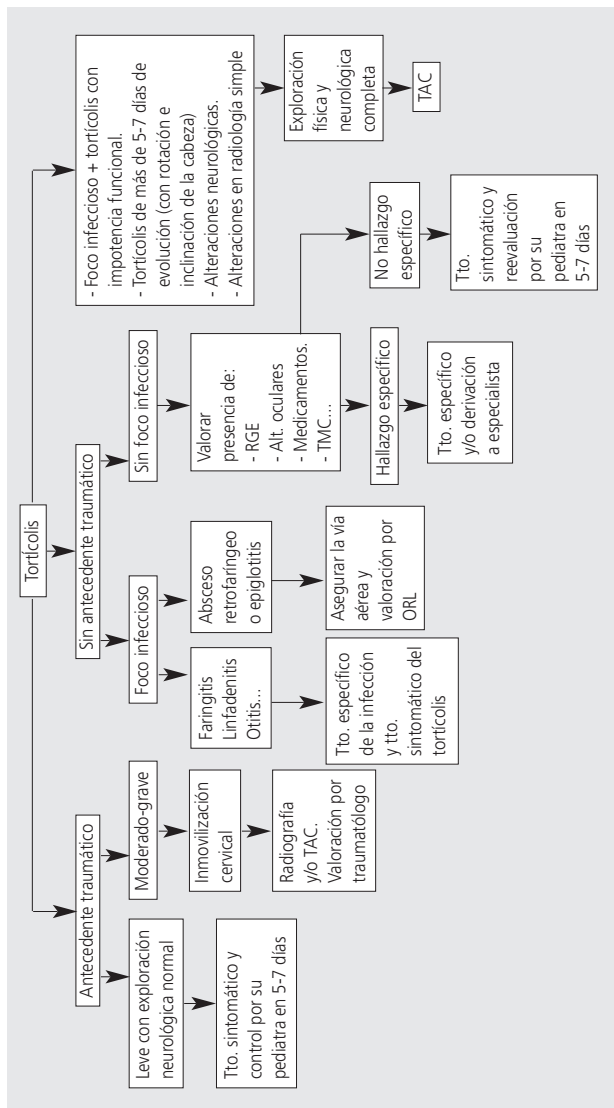 Tortícolis
Antecedente traumático
Leve con exploración
neurológica normal
Tto. sintomático y
control por su
pediatra en 5-7 días
Moderado-grave
Inmovilización
cervical
Radiografía
y/o TAC.
Valoración por
traumatólogo
Sin antecedente traumático
Foco infeccioso
Faringitis
Linfadenitis
Otitis...
Tto. específico
de la infección
y tto.
sintomático del
tortícolis
Absceso
retrofaríngeo
o epiglotitis
Asegurar la vía
aérea y
valoración por
ORL
Sin foco infeccioso
Valorar
presencia de:
- RGE
- Alt. oculares
- Medicamentos.
- TMC...
Hallazgo específico
Tto. específico
y/o derivación
a especialista
No hallazgo
específico
Tto.
sintomático y
reevaluación
por su
pediatra en
5-7 días
- Foco infeccioso + tortícolis con
impotencia funcional.
- Tortícolis de más de 5-7 días de
evolución (con rotación e
inclinación de la cabeza)
- Alteraciones neurológicas.
- Alteraciones en radiología simple
Exploración
física y
neurológica
completa
TAC